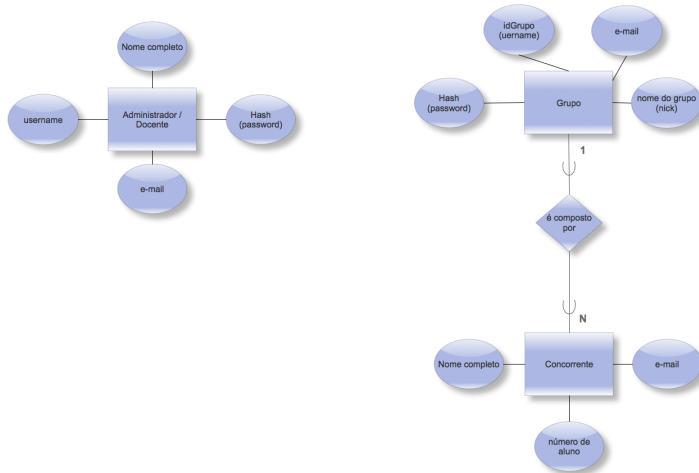 Nome completo
username
Administrador /
Docente
Hash
(password)
e-mail
idGrupo
(uername)
e-mail
Hash
(password)
Grupo
nome do grupo
(nick)
1
é composto
por
N
Nome completo
Concorrente
e-mail
número de
aluno